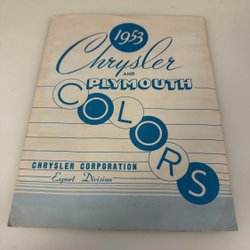 1953
Chrysler
AND
PLYMOUTH
COLORS
CHRYSLER CORPORATION
Export Division